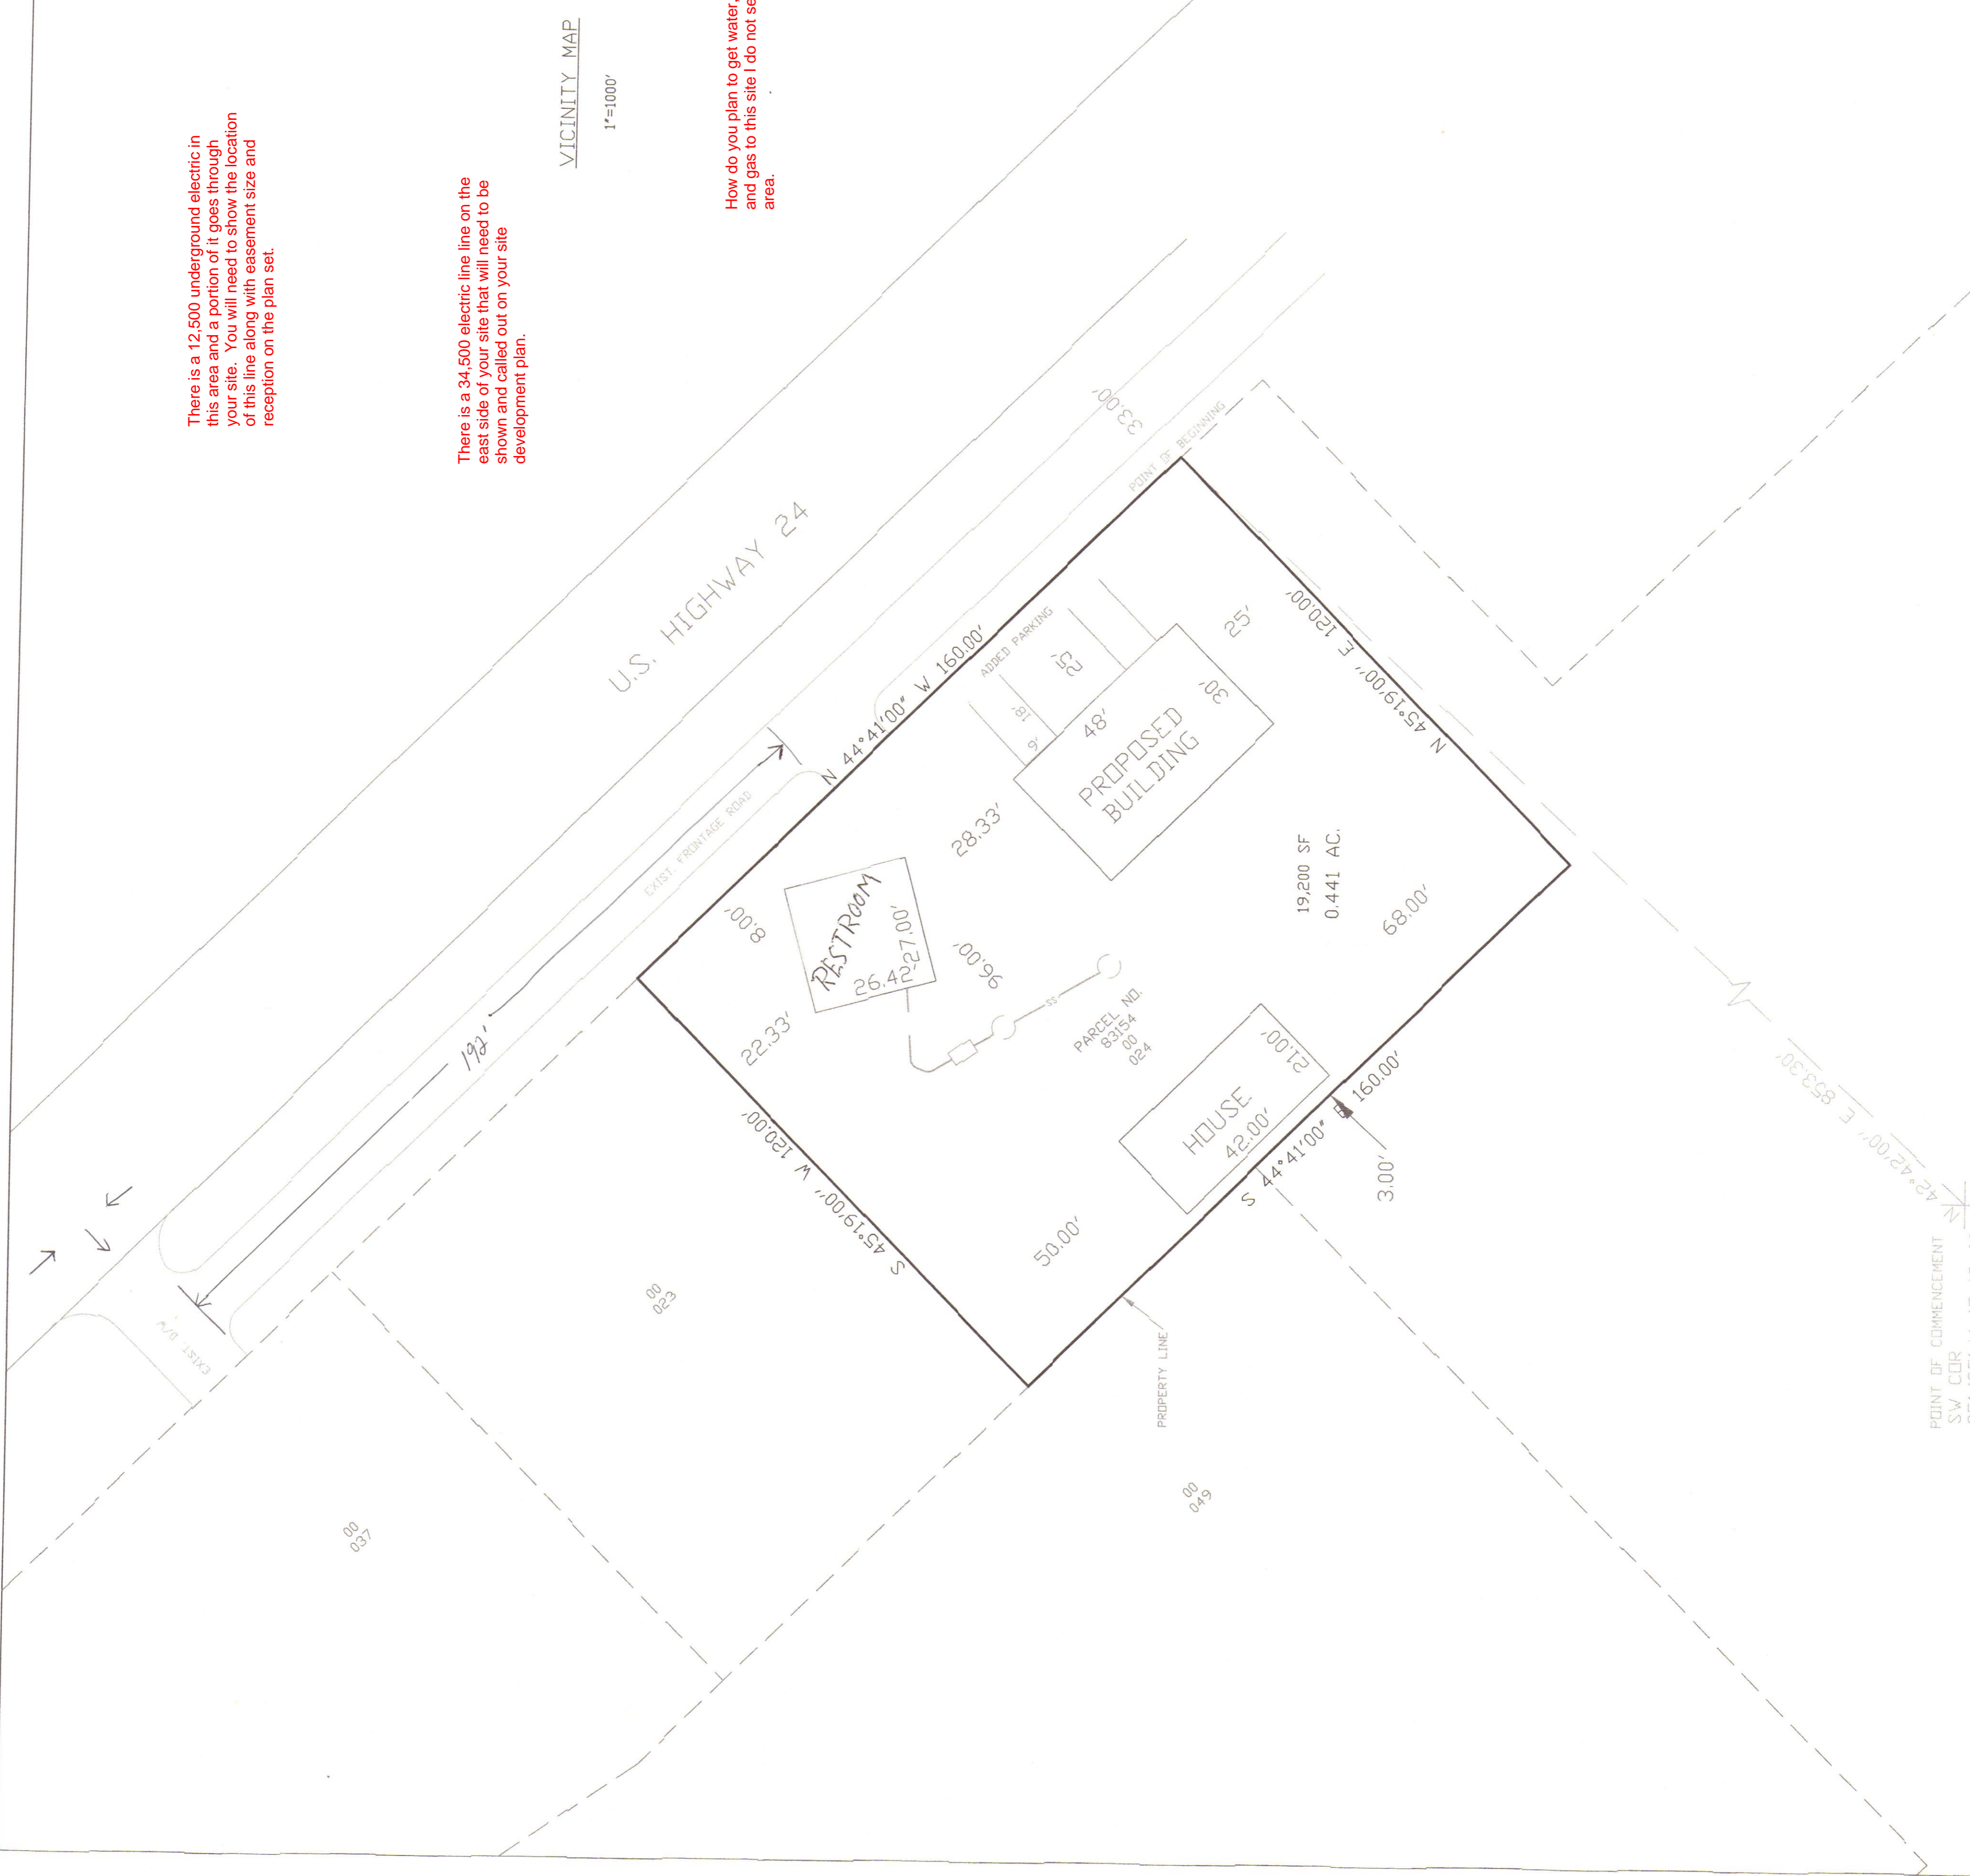 There is a 12,500 underground electric in
this area and a portion of it goes through
your site. You will need to show the location
of this line along with easement size and
reception on the plan set.
There is a 34,500 electric line line on the
east side of your site that will need to be
shown and called out on your site
development plan.
VICINITY MAP
1"=1000'
How do you plan to get water,
and gas to this site I do not se
area.
U.S. HIGHWAY 24
33.00'
POINT OF BEGINNING
EXIST. FRONTAGE ROAD
192'
EXIST. D/W
N 44°41'00" W 160.00'
ADDED PARKING
25'
18'
9'
48'
30'
25'
PROPOSED
BUILDING
N 45°19'00" E 120.00'
28.33'
8.00'
RESTROOM
26.42
27.00'
22.33'
96.00'
SS
PARCEL NO.
83154
00
024
19,200 SF
0.441 AC.
68.00'
HOUSE
42.00'
21.00'
S 44°41'00" E 160.00'
3.00'
50.00'
S 45°19'00" W 120.00'
PROPERTY LINE
00
023
00
037
00
049
N 42°42'00" E 853.30'
POINT OF COMMENCEMENT
SW COR